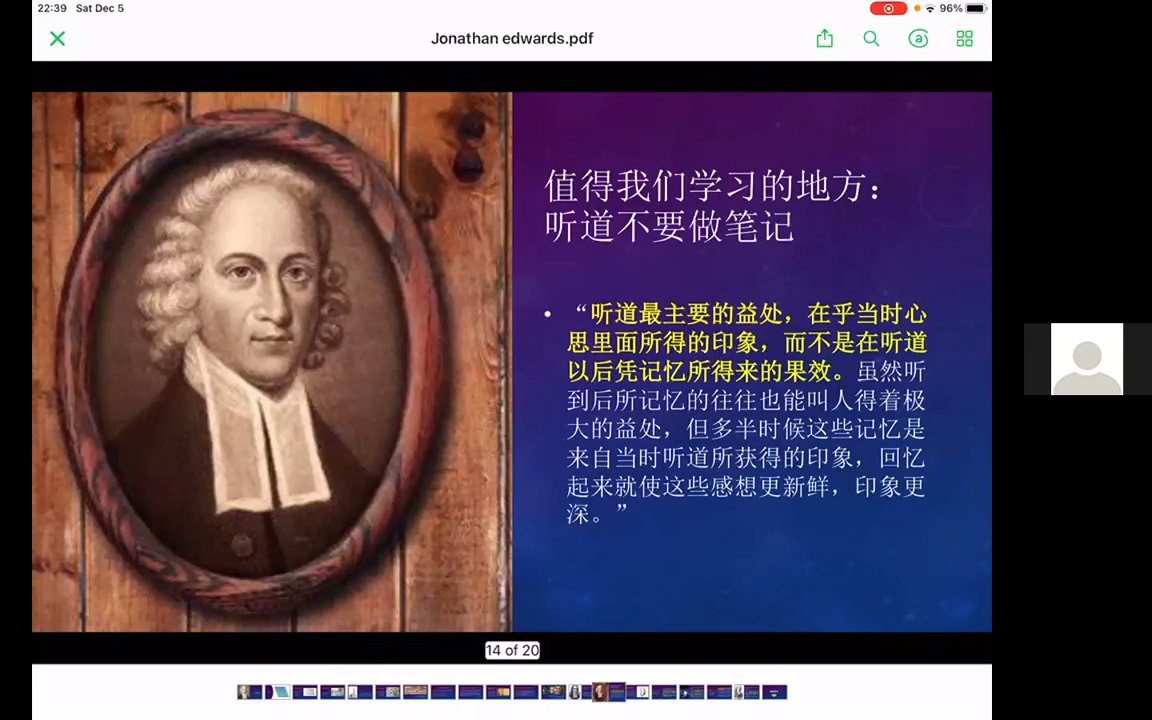 22:39 Sat Dec 5
96%
Jonathan edwards.pdf
值得我们学习的地方：
听道不要做笔记
• “听道最主要的益处，在乎当时心
思里面所得的印象，而不是在听道
以后凭记忆所得来的果效。虽然听
到后所记忆的往往也能叫人得着极
大的益处，但多半时候这些记忆是
来自当时听道所获得的印象，回忆
起来就使这些感想更新鲜，印象更
深。”
14 of 20